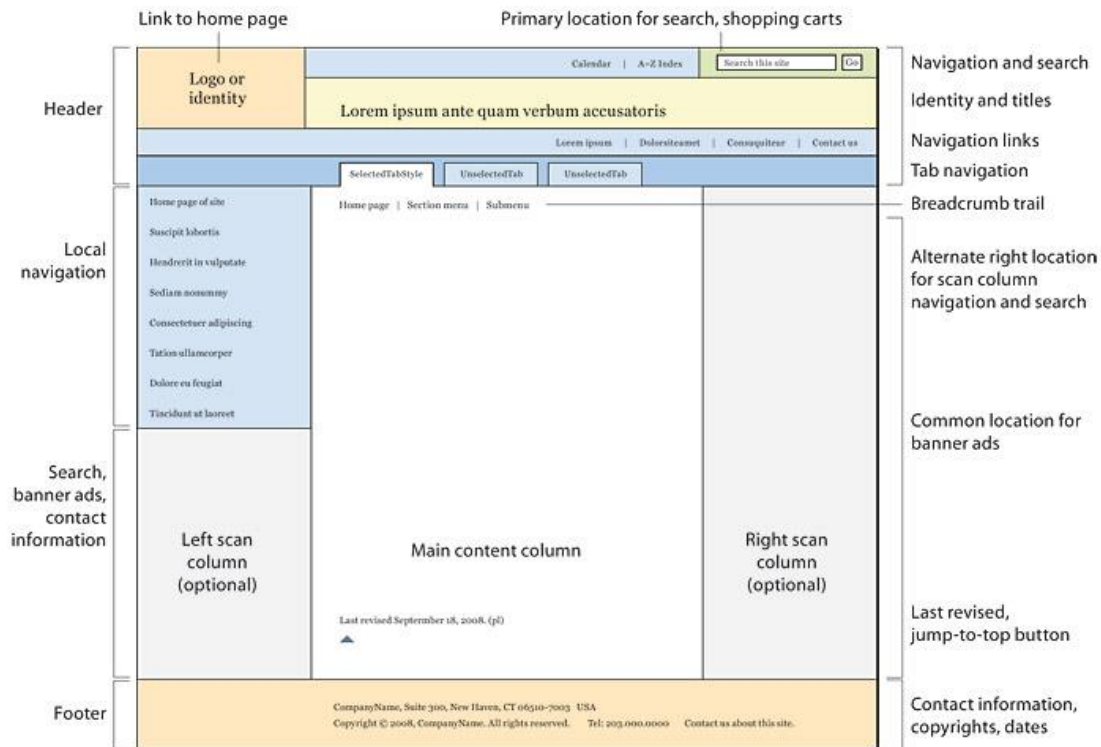 Link to home page
Primary location for search, shopping carts
Header
Logo or
identity
Calendar | A–Z Index
Search this site
Go
Navigation and search
Lorem ipsum ante quam verbum accusatoris
Identity and titles
Lorem ipsum | Dolorsiteamet | Consuquiteur | Contact us
Navigation links
SelectedTabStyle
UnselectedTab
UnselectedTab
Tab navigation
Home page | Section menu | Submenu
Breadcrumb trail
Local
navigation
Home page of site
Suscipit lobortis
Hendrerit in vulputate
Sediam nonummy
Consectetuer adipiscing
Tation ullamcorper
Dolore eu feugiat
Tincidunt ut laoreet
Alternate right location
for scan column
navigation and search
Common location for
banner ads
Search,
banner ads,
contact
information
Left scan
column
(optional)
Main content column
Right scan
column
(optional)
Last revised Septermber 18, 2008. (pl)
Last revised,
jump-to-top button
Footer
CompanyName, Suite 300, New Haven, CT 06510-7003 USA
Copyright © 2008, CompanyName. All rights reserved. Tel: 203.000.0000 Contact us about this site.
Contact information,
copyrights, dates